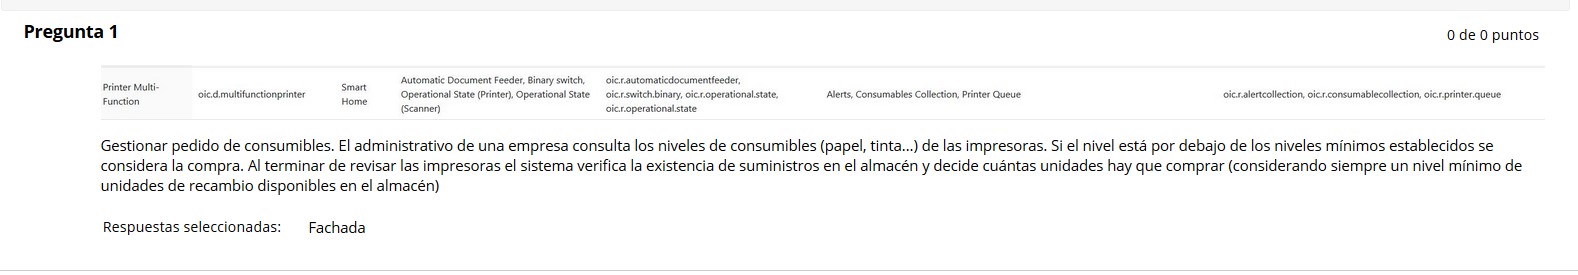 Pregunta 1
0 de 0 puntos
Printer Multi-
Function
oic.d.multifunctionprinter
Smart
Home
Automatic Document Feeder, Binary switch,
Operational State (Printer), Operational State
(Scanner)
oic.r.automaticdocumentfeeder,
oic.r.switch.binary, oic.r.operational.state,
oic.r.operational.state
Alerts, Consumables Collection, Printer Queue
oic.r.alertcollection, oic.r.consumablecollection, oic.r.printer.queue
Gestionar pedido de consumibles. El administrativo de una empresa consulta los niveles de consumibles (papel, tinta...) de las impresoras. Si el nivel está por debajo de los niveles mínimos establecidos se
considera la compra. Al terminar de revisar las impresoras el sistema verifica la existencia de suministros en el almacén y decide cuántas unidades hay que comprar (considerando siempre un nivel mínimo de
unidades de recambio disponibles en el almacén)
Respuestas seleccionadas: Fachada